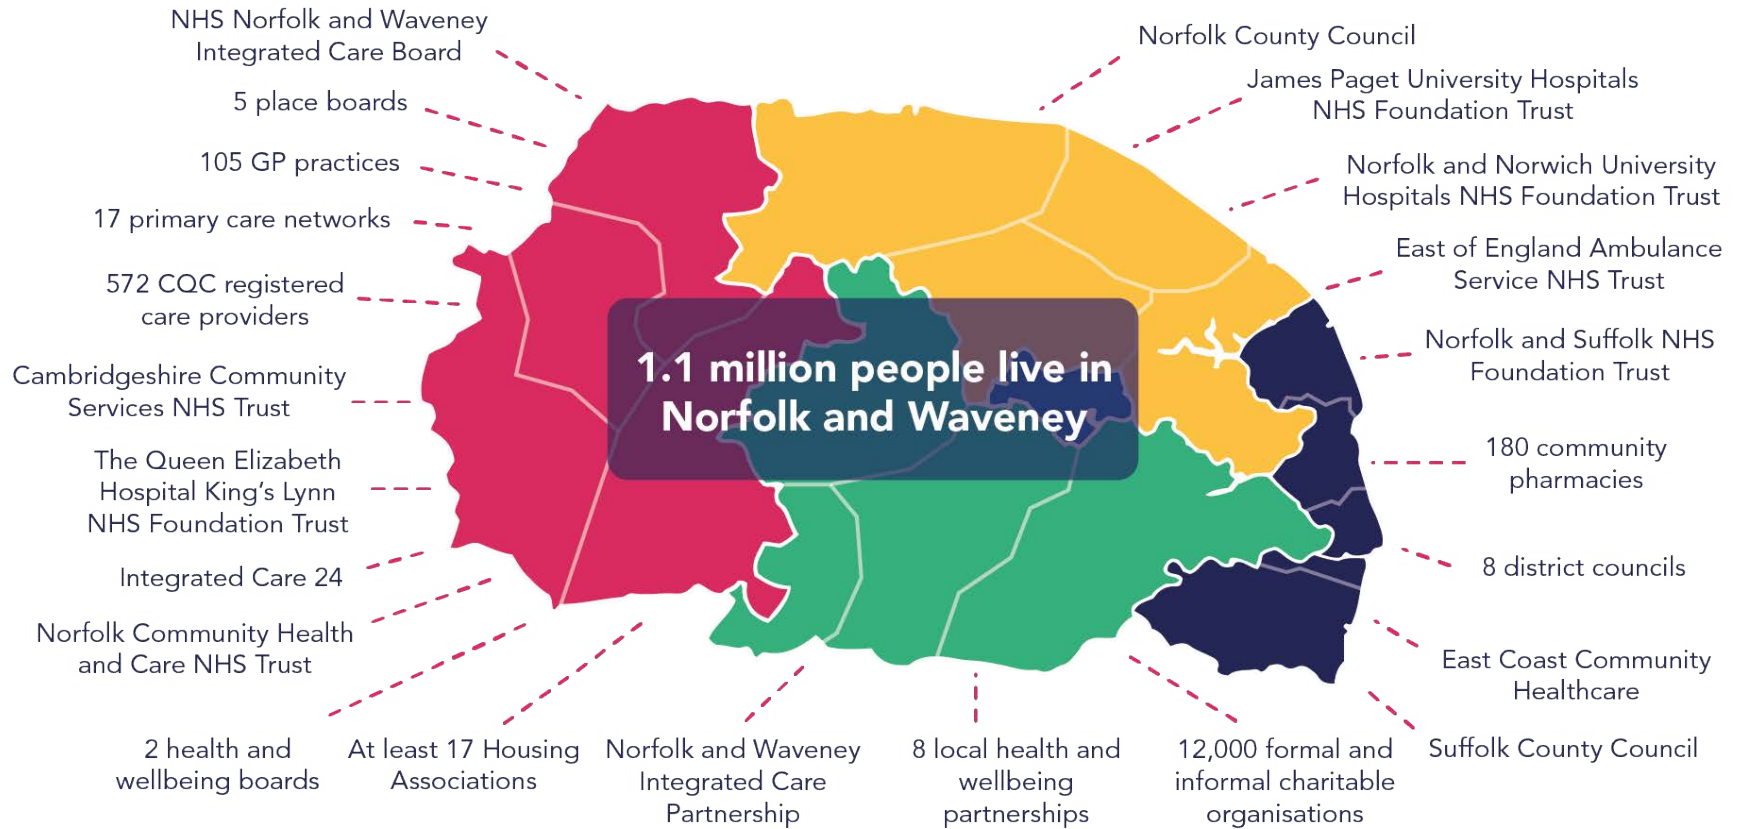 NHS Norfolk and Waveney
Integrated Care Board
5 place boards
105 GP practices
17 primary care networks
572 CQC registered
care providers
Cambridgeshire Community
Services NHS Trust
The Queen Elizabeth
Hospital King's Lynn
NHS Foundation Trust
Integrated Care 24
Norfolk Community Health
and Care NHS Trust
2 health and
wellbeing boards
At least 17 Housing
Associations
Norfolk and Waveney
Integrated Care
Partnership
8 local health and
wellbeing
partnerships
12,000 formal and
informal charitable
organisations
Suffolk County Council
East Coast Community
Healthcare
8 district councils
180 community
pharmacies
Norfolk and Suffolk NHS
Foundation Trust
East of England Ambulance
Service NHS Trust
Norfolk and Norwich University
Hospitals NHS Foundation Trust
James Paget University Hospitals
NHS Foundation Trust
Norfolk County Council
1.1 million people live in
Norfolk and Waveney